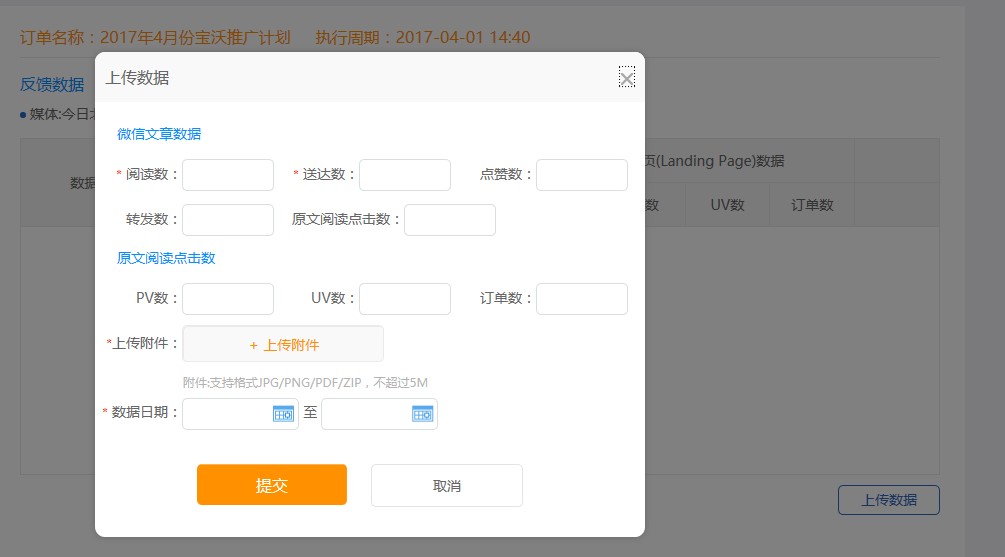 订单名称：2017年4月份宝沃推广计划 执行周期：2017-04-01 14:40
反馈数据
媒体:今日
上传数据
微信文章数据
* 阅读数： * 送达数： 点赞数：
转发数： 原文阅读点击数：
原文阅读点击数
PV数： UV数： 订单数：
*上传附件： + 上传附件
附件:支持格式JPG/PNG/PDF/ZIP，不超过5M
* 数据日期： 至
提交 取消
数据
页(Landing Page)数据
数 UV数 订单数
上传数据